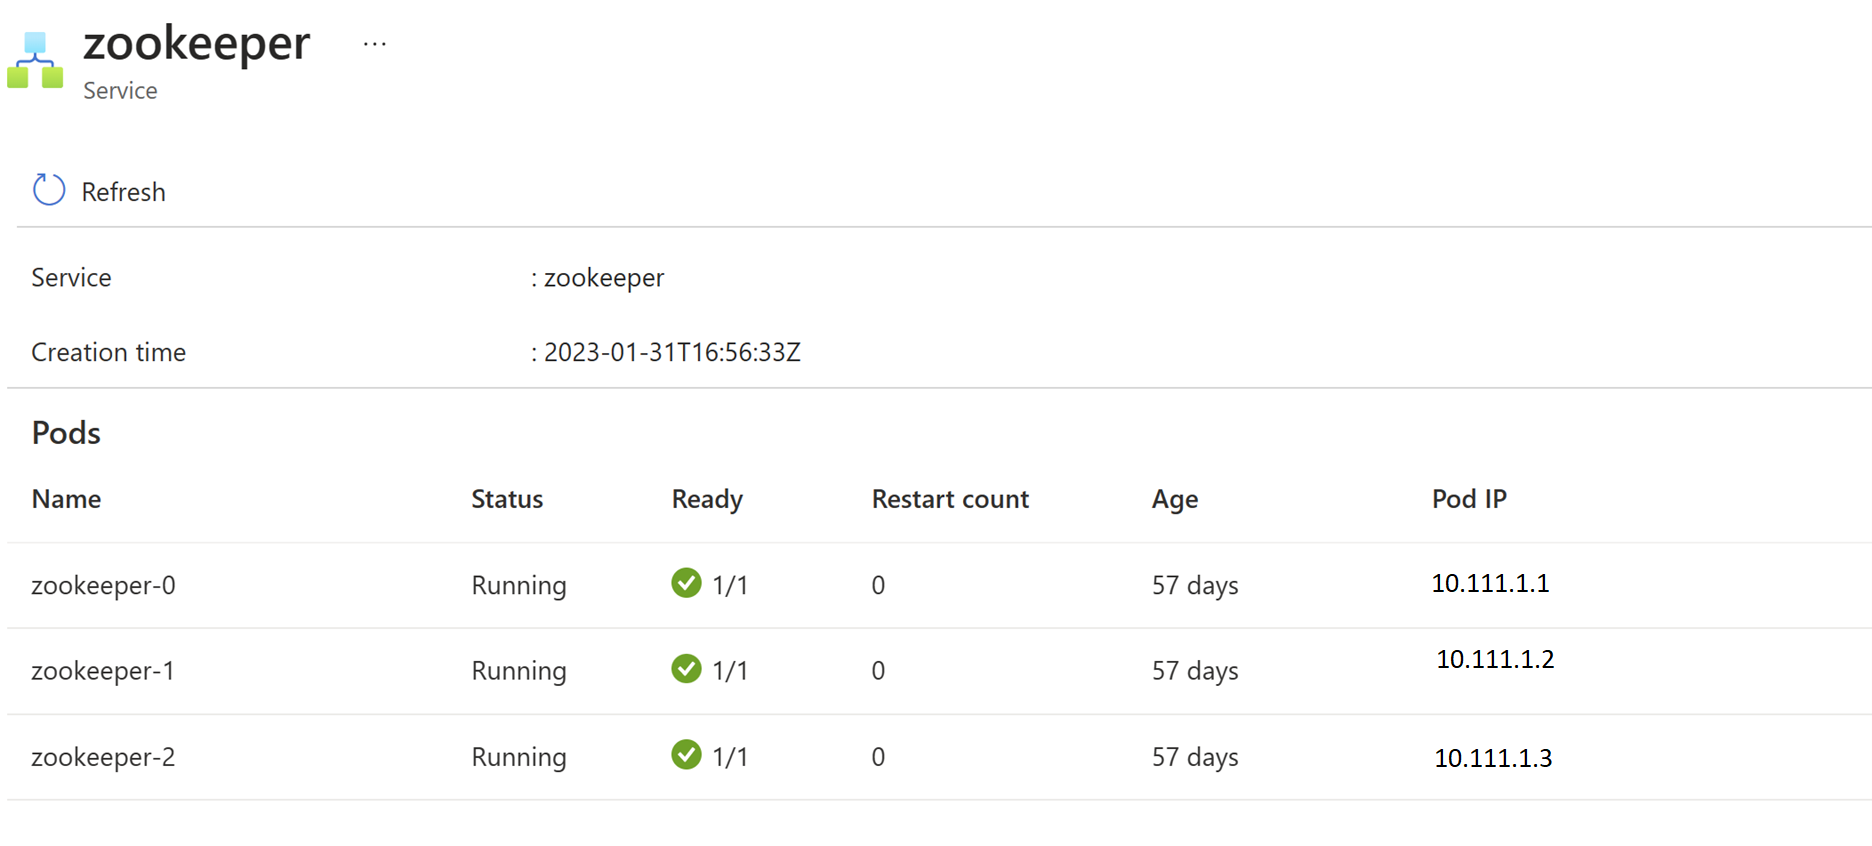 zookeeper ...
Service
Refresh
Service : zookeeper
Creation time : 2023-01-31T16:56:33Z
Pods
Name Status Ready Restart count Age Pod IP
zookeeper-0 Running 1/1 0 57 days 10.111.1.1
zookeeper-1 Running 1/1 0 57 days 10.111.1.2
zookeeper-2 Running 1/1 0 57 days 10.111.1.3